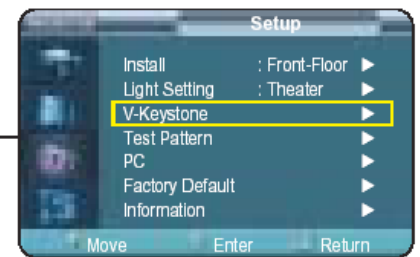 Setup
Install : Front-Floor ▶
Light Setting : Theater ▶
V-Keystone ▶
Test Pattern ▶
PC ▶
Factory Default ▶
Information ▶
Move Enter Return